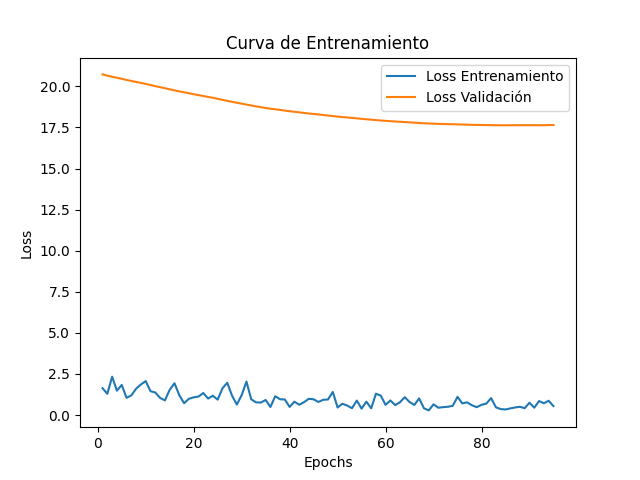 Curva de Entrenamiento
Loss Entrenamiento
Loss Validación
20.0
17.5
15.0
12.5
10.0
7.5
5.0
2.5
0.0
Loss
0 20 40 60 80
Epochs